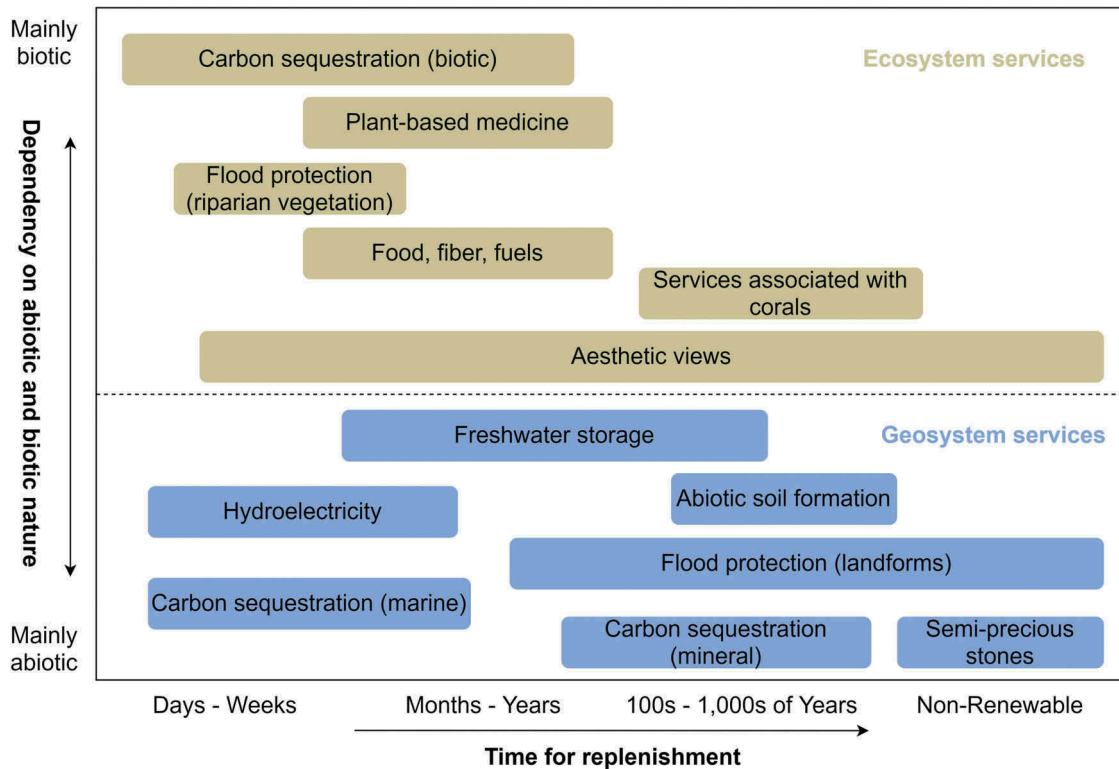 Mainly
biotic
Dependency on abiotic and biotic nature
Mainly
abiotic
Ecosystem services
Carbon sequestration (biotic)
Plant-based medicine
Flood protection
(riparian vegetation)
Food, fiber, fuels
Services associated with
corals
Aesthetic views
Geosystem services
Freshwater storage
Abiotic soil formation
Hydroelectricity
Flood protection (landforms)
Carbon sequestration (marine)
Carbon sequestration
(mineral)
Semi-precious
stones
Days - Weeks
Months - Years
100s - 1,000s of Years
Non-Renewable
Time for replenishment